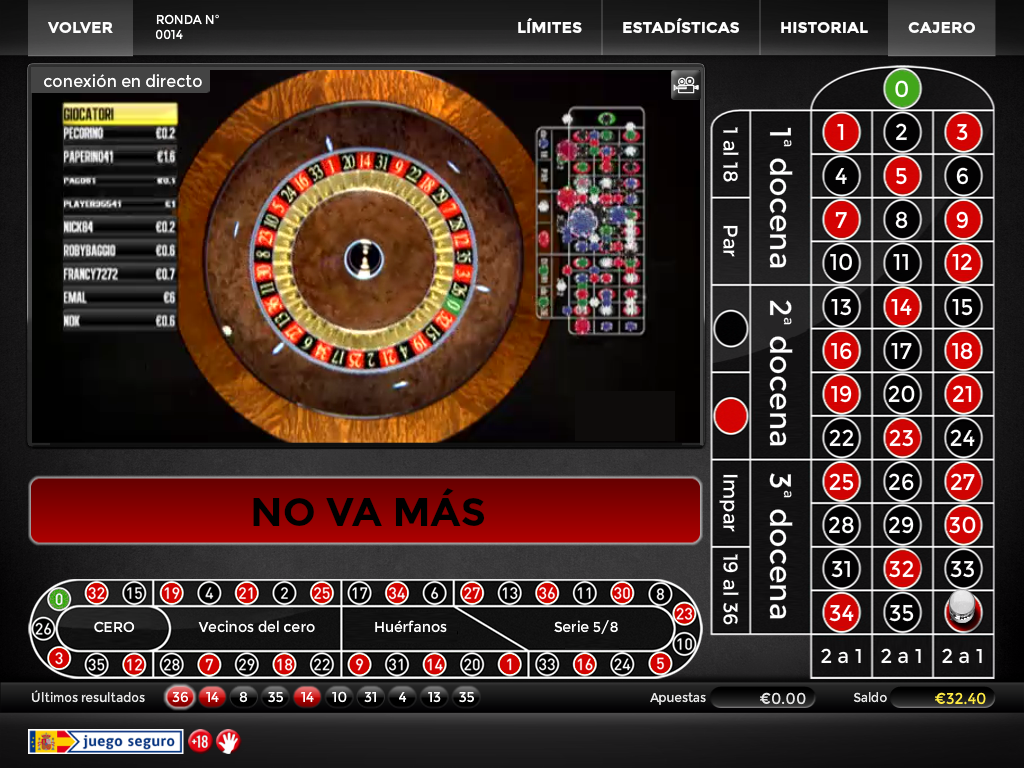 VOLVER
RONDA N°
0014
LÍMITES
ESTADÍSTICAS
HISTORIAL
CAJERO
conexión en directo
GIOCATORI
PECORINO €0.2
PAPERINO41 €1.6
€0.1
€1
NICK84 €0.2
ROBYBAGGIO €0.6
FRANCY7272 €0.7
EMAL €6
NOK €0.6
0
1 al 18
Par
Impar
19 al 36
1ª docena
2ª docena
3ª docena
1 2 3
4 5 6
7 8 9
10 11 12
13 14 15
16 17 18
19 20 21
22 23 24
25 26 27
28 29 30
31 32 33
34 35
2 a 1 2 a 1 2 a 1
NO VA MÁS
0 32 15 19 4 21 2 25 17 34 6 27 13 36 11 30 8
23
26 CERO Vecinos del cero Huérfanos Serie 5/8
10
3 35 12 28 7 29 18 22 9 31 14 20 1 33 16 24 5
Últimos resultados 36 14 8 35 14 10 31 4 13 35
Apuestas €0.00
Saldo €32.40
juego seguro
+18